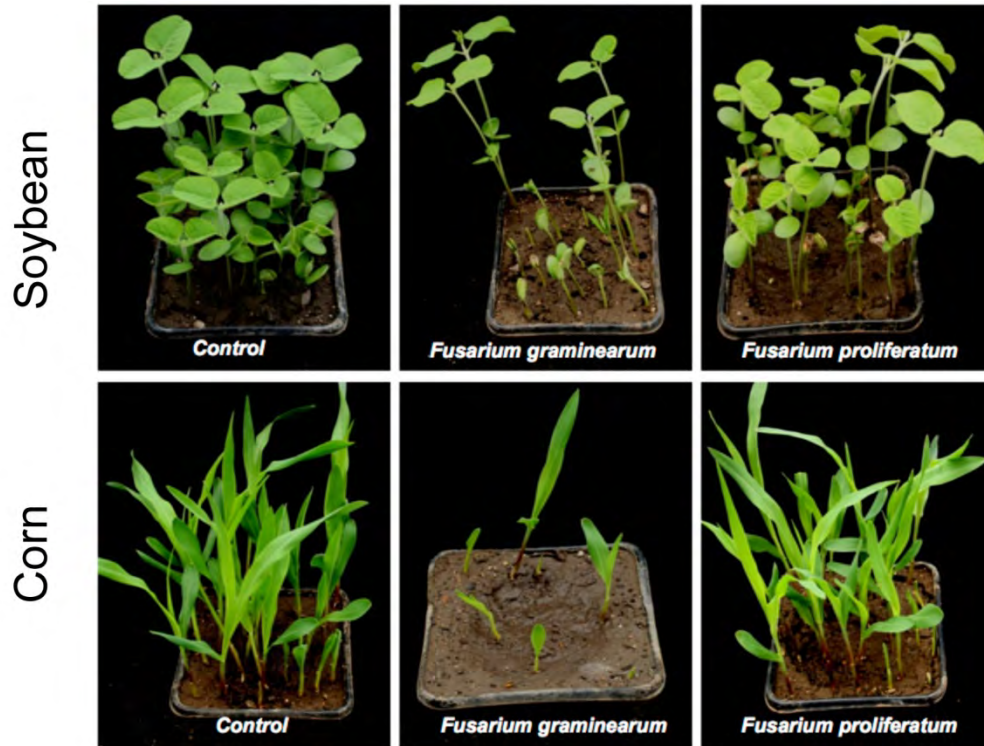 Soybean
Control
Fusarium graminearum
Fusarium proliferatum
Corn
Control
Fusarium graminearum
Fusarium proliferatum